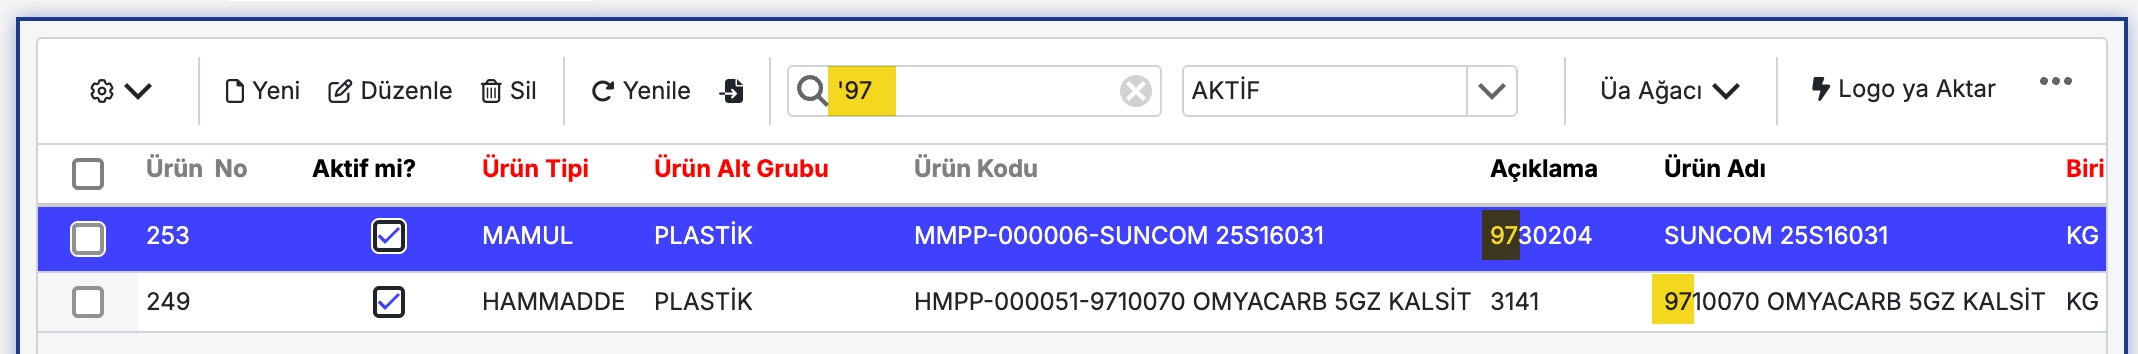 Yeni Düzenle Sil Yenile '97 AKTİF Üa Ağacı Logo ya Aktar
Ürün No Aktif mi? Ürün Tipi Ürün Alt Grubu Ürün Kodu Açıklama Ürün Adı Biri
253 MAMUL PLASTİK MMPP-000006-SUNCOM 25S16031 9730204 SUNCOM 25S16031 KG
249 HAMMADDE PLASTİK HMPP-000051-9710070 OMYACARB 5GZ KALSİT 3141 9710070 OMYACARB 5GZ KALSİT KG